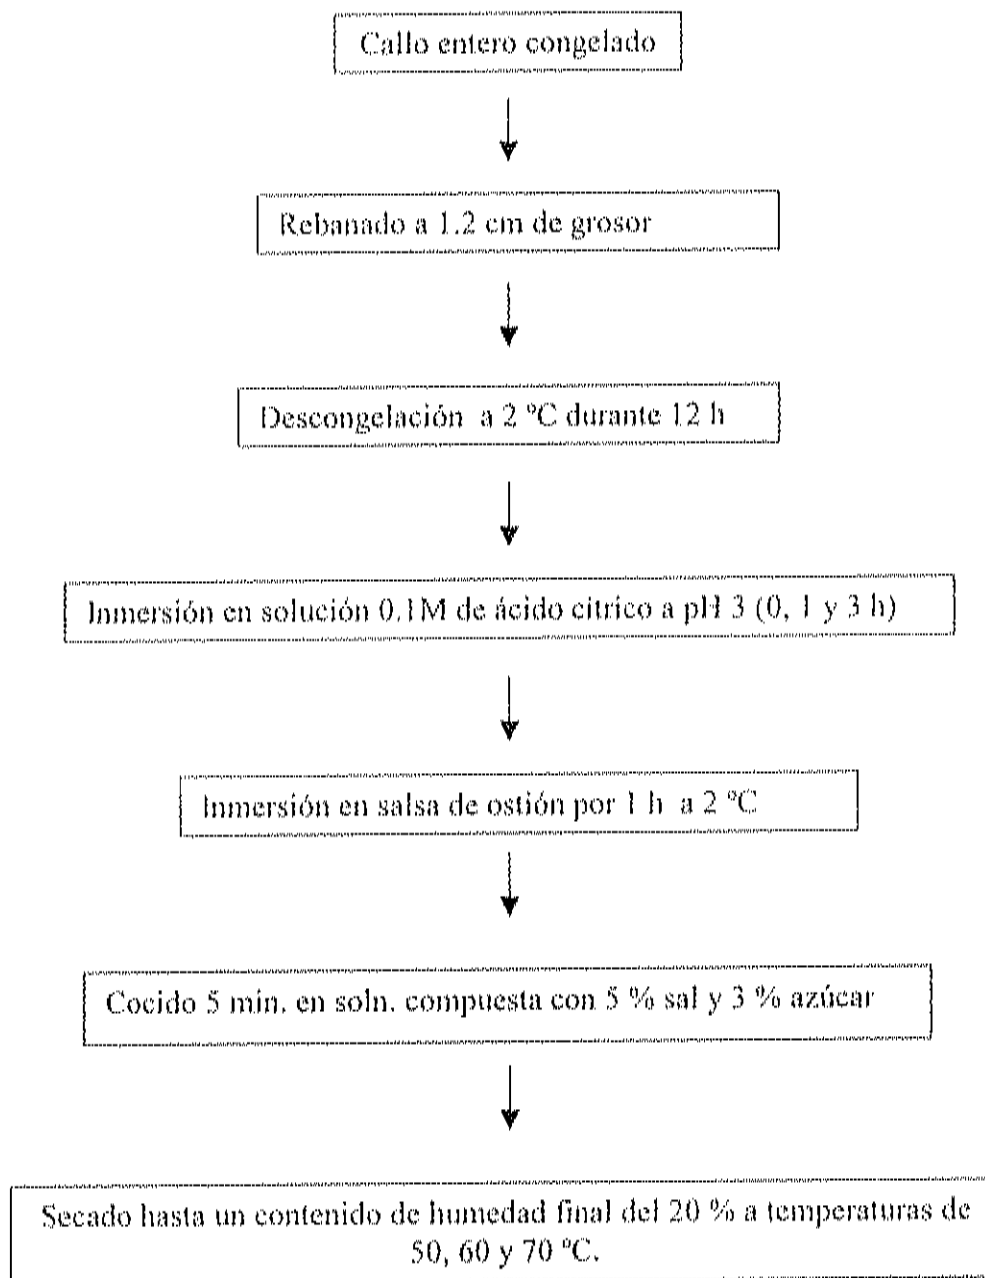 Callo entero congelado
Rebanado a 1.2 cm de grosor
Descongelación a 2 ºC durante 12 h
Inmersión en solución 0.1M de ácido cítrico a pH 3 (0, 1 y 3 h)
Inmersión en salsa de ostión por 1 h a 2 ºC
Cocido 5 min. en soln. compuesta con 5 % sal y 3 % azúcar
Secado hasta un contenido de humedad final del 20 % a temperaturas de
50, 60 y 70 ºC.